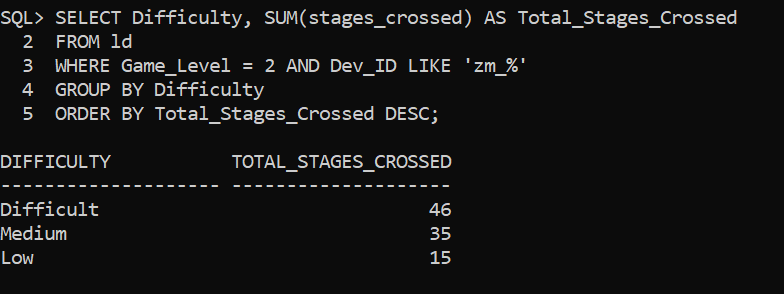 SQL> SELECT Difficulty, SUM(stages_crossed) AS Total_Stages_Crossed
  2  FROM ld
  3  WHERE Game_Level = 2 AND Dev_ID LIKE 'zm_%'
  4  GROUP BY Difficulty
  5  ORDER BY Total_Stages_Crossed DESC;

DIFFICULTY           TOTAL_STAGES_CROSSED
-------------------- --------------------
Difficult                              46
Medium                                 35
Low                                    15